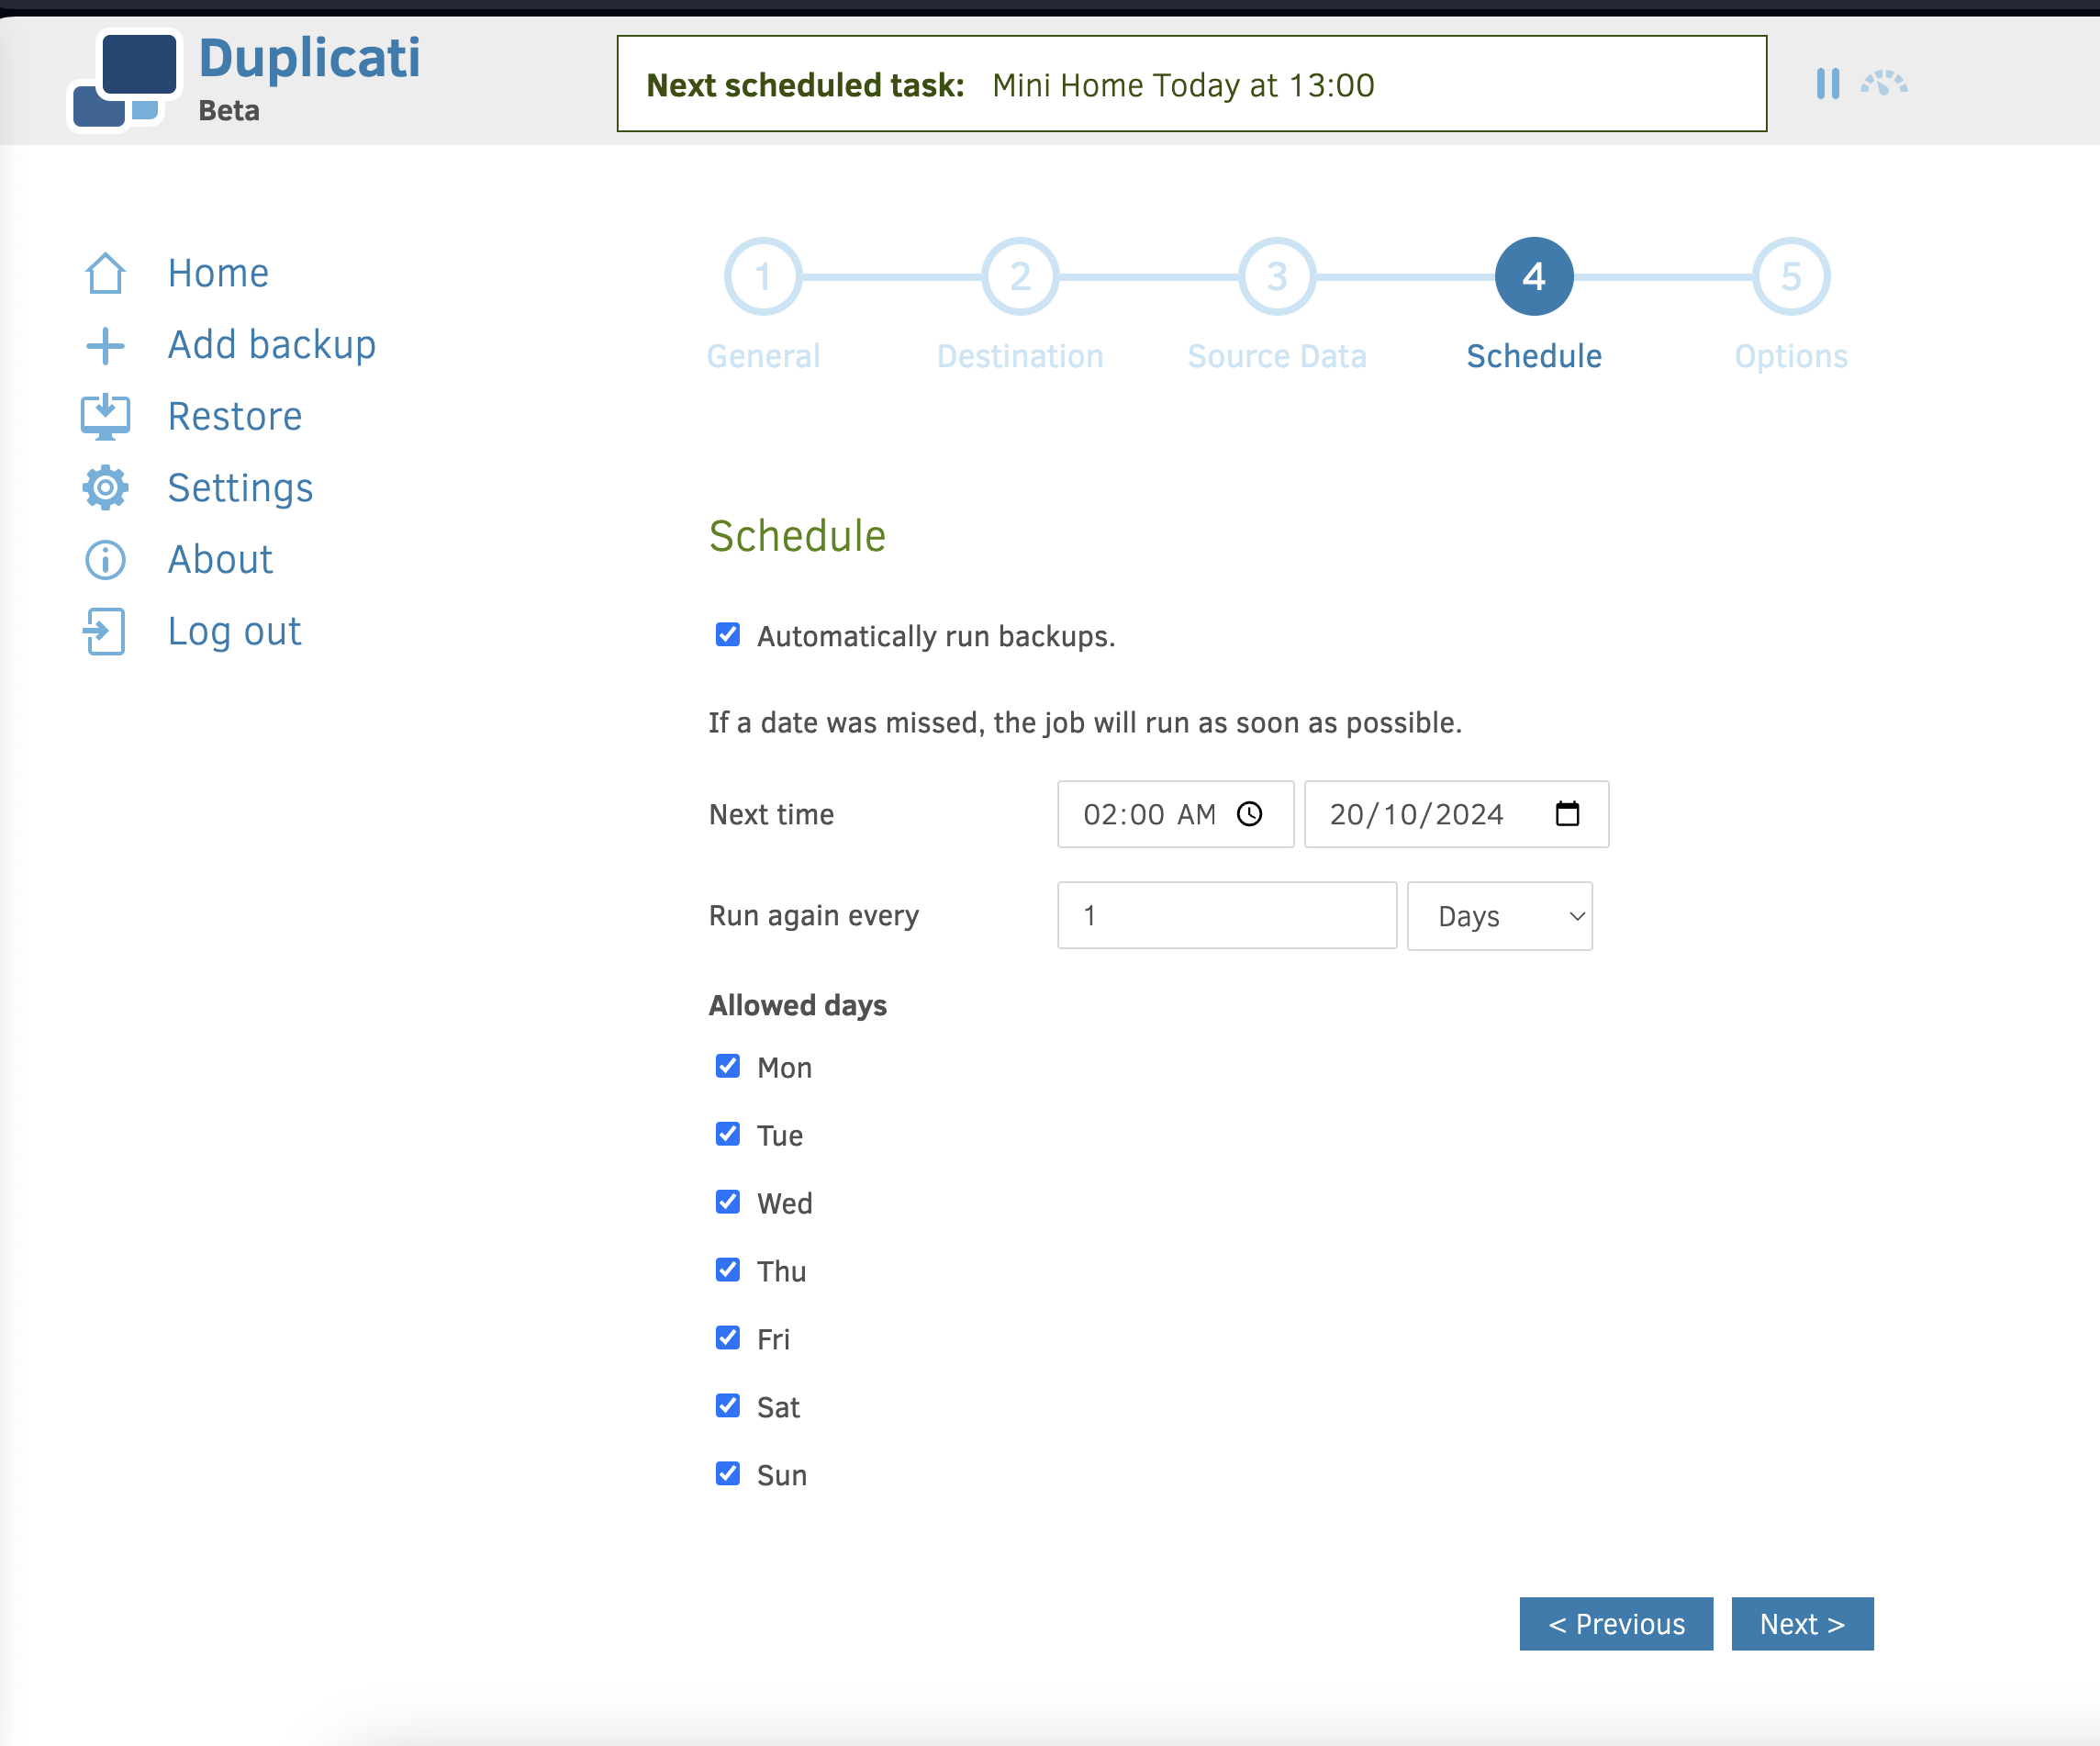 Duplicati
Beta
Next scheduled task: Mini Home Today at 13:00
Home
Add backup
Restore
Settings
About
Log out
1 2 3 4 5
General Destination Source Data Schedule Options
Schedule
Automatically run backups.
If a date was missed, the job will run as soon as possible.
Next time 02:00 AM 20/10/2024
Run again every 1 Days
Allowed days
Mon
Tue
Wed
Thu
Fri
Sat
Sun
< Previous Next >